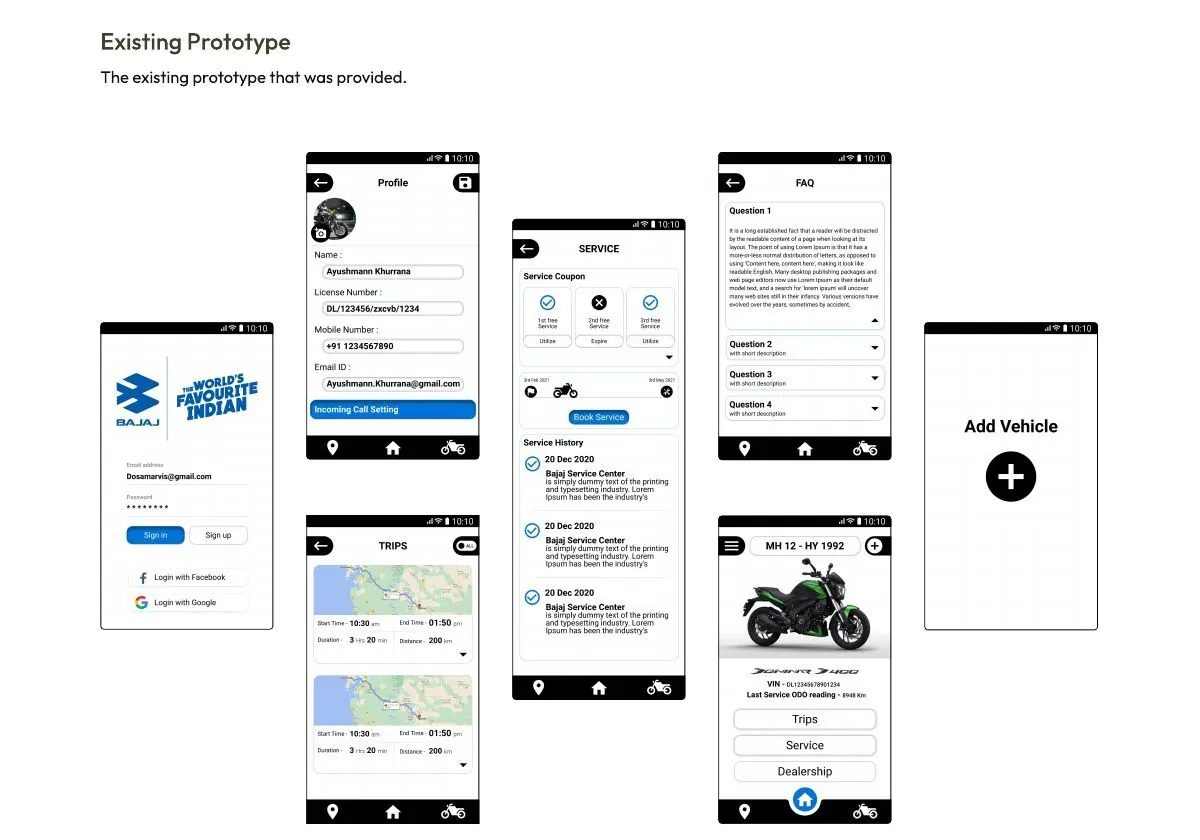 Existing Prototype
The existing prototype that was provided.
10:10
BAJAJ
THE WORLD'S
FAVOURITE
INDIAN
Email address
Dosamarvis@gmail.com
Password
********
Sign in
Sign up
Login with Facebook
Login with Google
10:10
Profile
Name :
Ayushmann Khurrana
License Number :
DL/123456/zxcvb/1234
Mobile Number :
+91 1234567890
Email ID :
Ayushmann.Khurrana@gmail.com
Incoming Call Setting
10:10
TRIPS
ALL
Start Time - 10:30 am
End Time - 01:50 pm
Duration - 3 Hrs 20 min
Distance - 200 km
Start Time - 10:30 am
End Time - 01:50 pm
Duration - 3 Hrs 20 min
Distance - 200 km
10:10
SERVICE
Service Coupon
1st free
Service
Utilize
2nd free
Service
Expire
3rd free
Service
Utilize
3rd Feb 2021
3rd May 2021
Book Service
Service History
20 Dec 2020
Bajaj Service Center
is simply dummy text of the printing
and typesetting industry. Lorem
Ipsum has been the industry's
20 Dec 2020
Bajaj Service Center
is simply dummy text of the printing
and typesetting industry. Lorem
Ipsum has been the industry's
20 Dec 2020
Bajaj Service Center
is simply dummy text of the printing
and typesetting industry. Lorem
Ipsum has been the industry's
10:10
FAQ
Question 1
It is a long established fact that a reader will be distracted
by the readable content of a page when looking at its
layout. The point of using Lorem Ipsum is that it has a
more-or-less normal distribution of letters, as opposed to
using 'Content here, content here', making it look like
readable English. Many desktop publishing packages and
web page editors now use Lorem Ipsum as their default
model text, and a search for 'lorem ipsum' will uncover
many web sites still in their infancy. Various versions have
evolved over the years, sometimes by accident,
Question 2
with short description
Question 3
with short description
Question 4
with short description
10:10
MH 12 - HY 1992
DOMINAR 400
VIN - DL12345678901234
Last Service ODO reading - 8948 Km
Trips
Service
Dealership
10:10
Add Vehicle